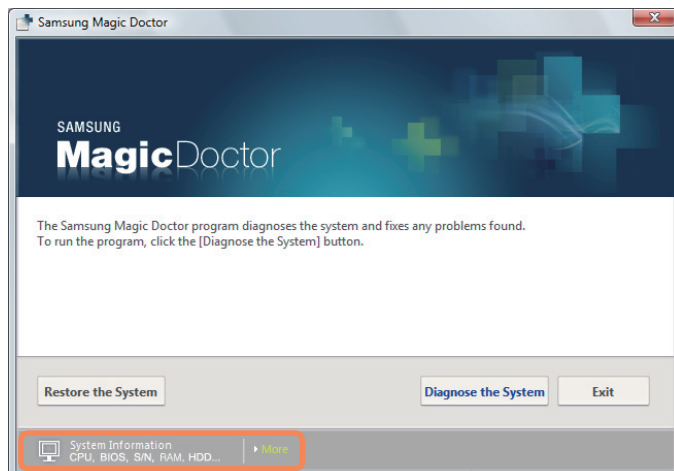 Samsung Magic Doctor
SAMSUNG
MagicDoctor
The Samsung Magic Doctor program diagnoses the system and fixes any problems found.
To run the program, click the [Diagnose the System] button.
Restore the System
Diagnose the System
Exit
System Information
CPU, BIOS, S/N, RAM, HDD...
More